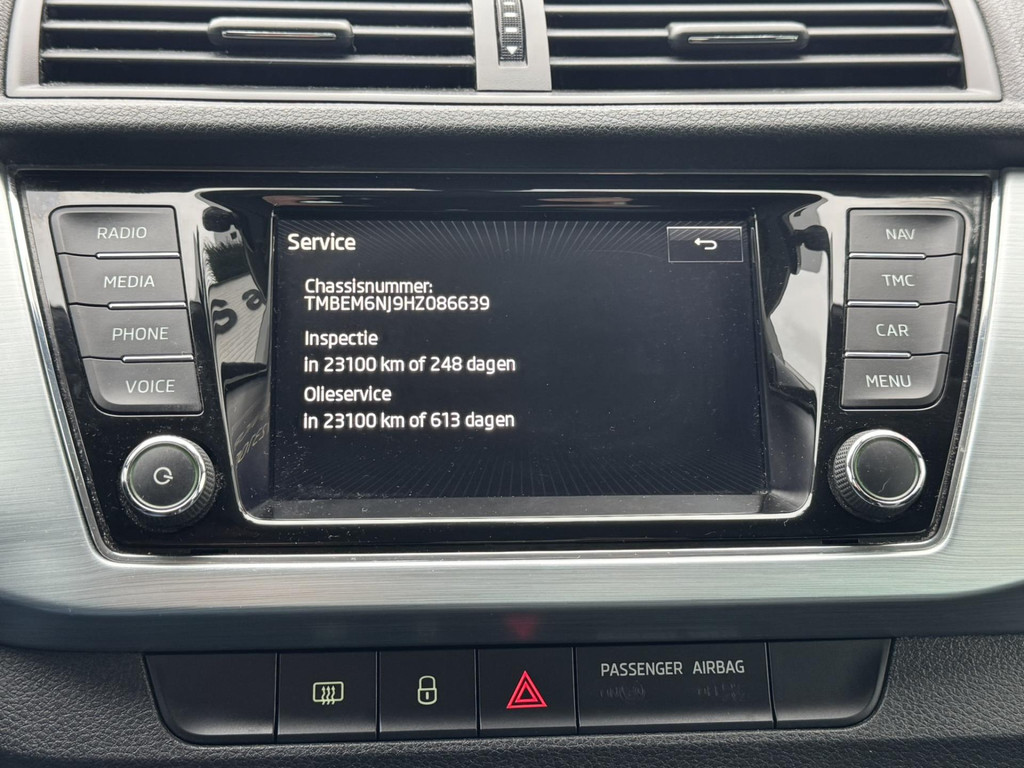 Service
Chassisnummer:
TMBEM6NJ9HZ086639
Inspectie
in 23100 km of 248 dagen
Olieservice
in 23100 km of 613 dagen
RADIO
MEDIA
PHONE
VOICE
NAV
TMC
CAR
MENU
PASSENGER AIRBAG